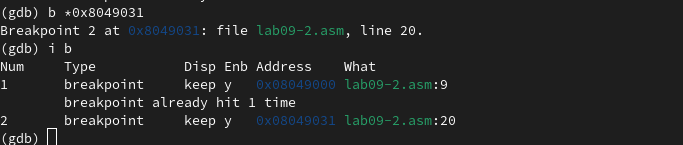 (gdb) b *0x8049031
Breakpoint 2 at 0x8049031: file lab09-2.asm, line 20.
(gdb) i b
Num     Type           Disp Enb Address    What
1       breakpoint     keep y   0x08049000 lab09-2.asm:9
        breakpoint already hit 1 time
2       breakpoint     keep y   0x08049031 lab09-2.asm:20
(gdb)